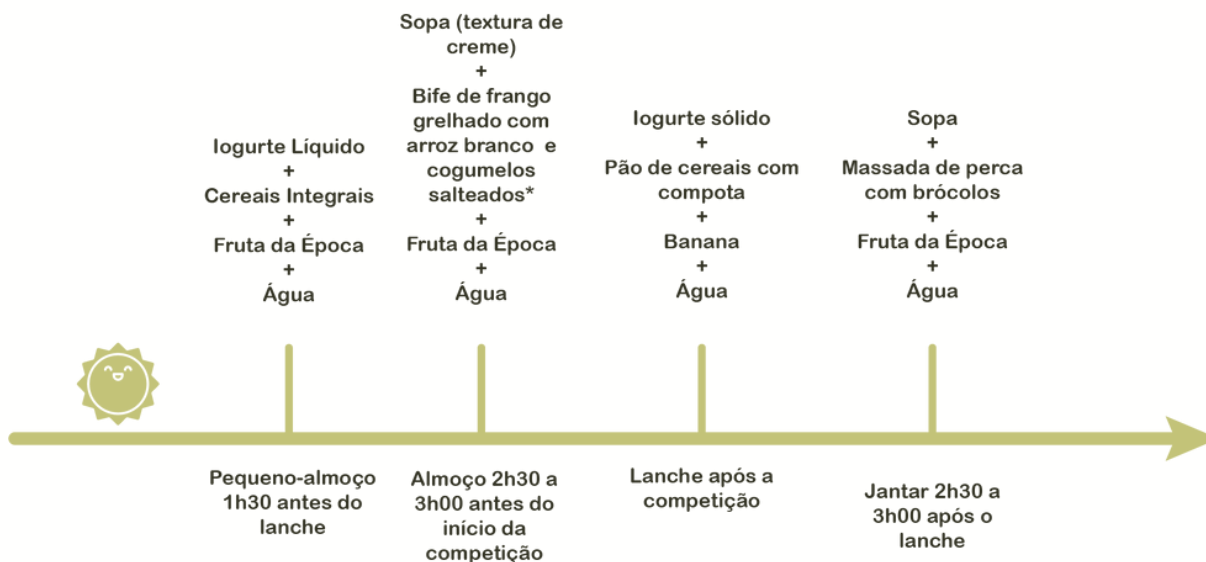 Iogurte Líquido
+
Cereais Integrais
+
Fruta da Época
+
Água
Sopa (textura de
creme)
+
Bife de frango
grelhado com
arroz branco e
cogumelos
salteados*
+
Fruta da Época
+
Água
Iogurte sólido
+
Pão de cereais com
compota
+
Banana
+
Água
Sopa
+
Massada de perca
com brócolos
+
Fruta da Época
+
Água
Pequeno-almoço
1h30 antes do
lanche
Almoço 2h30 a
3h00 antes do
início da
competição
Lanche após a
competição
Jantar 2h30 a
3h00 após o
lanche